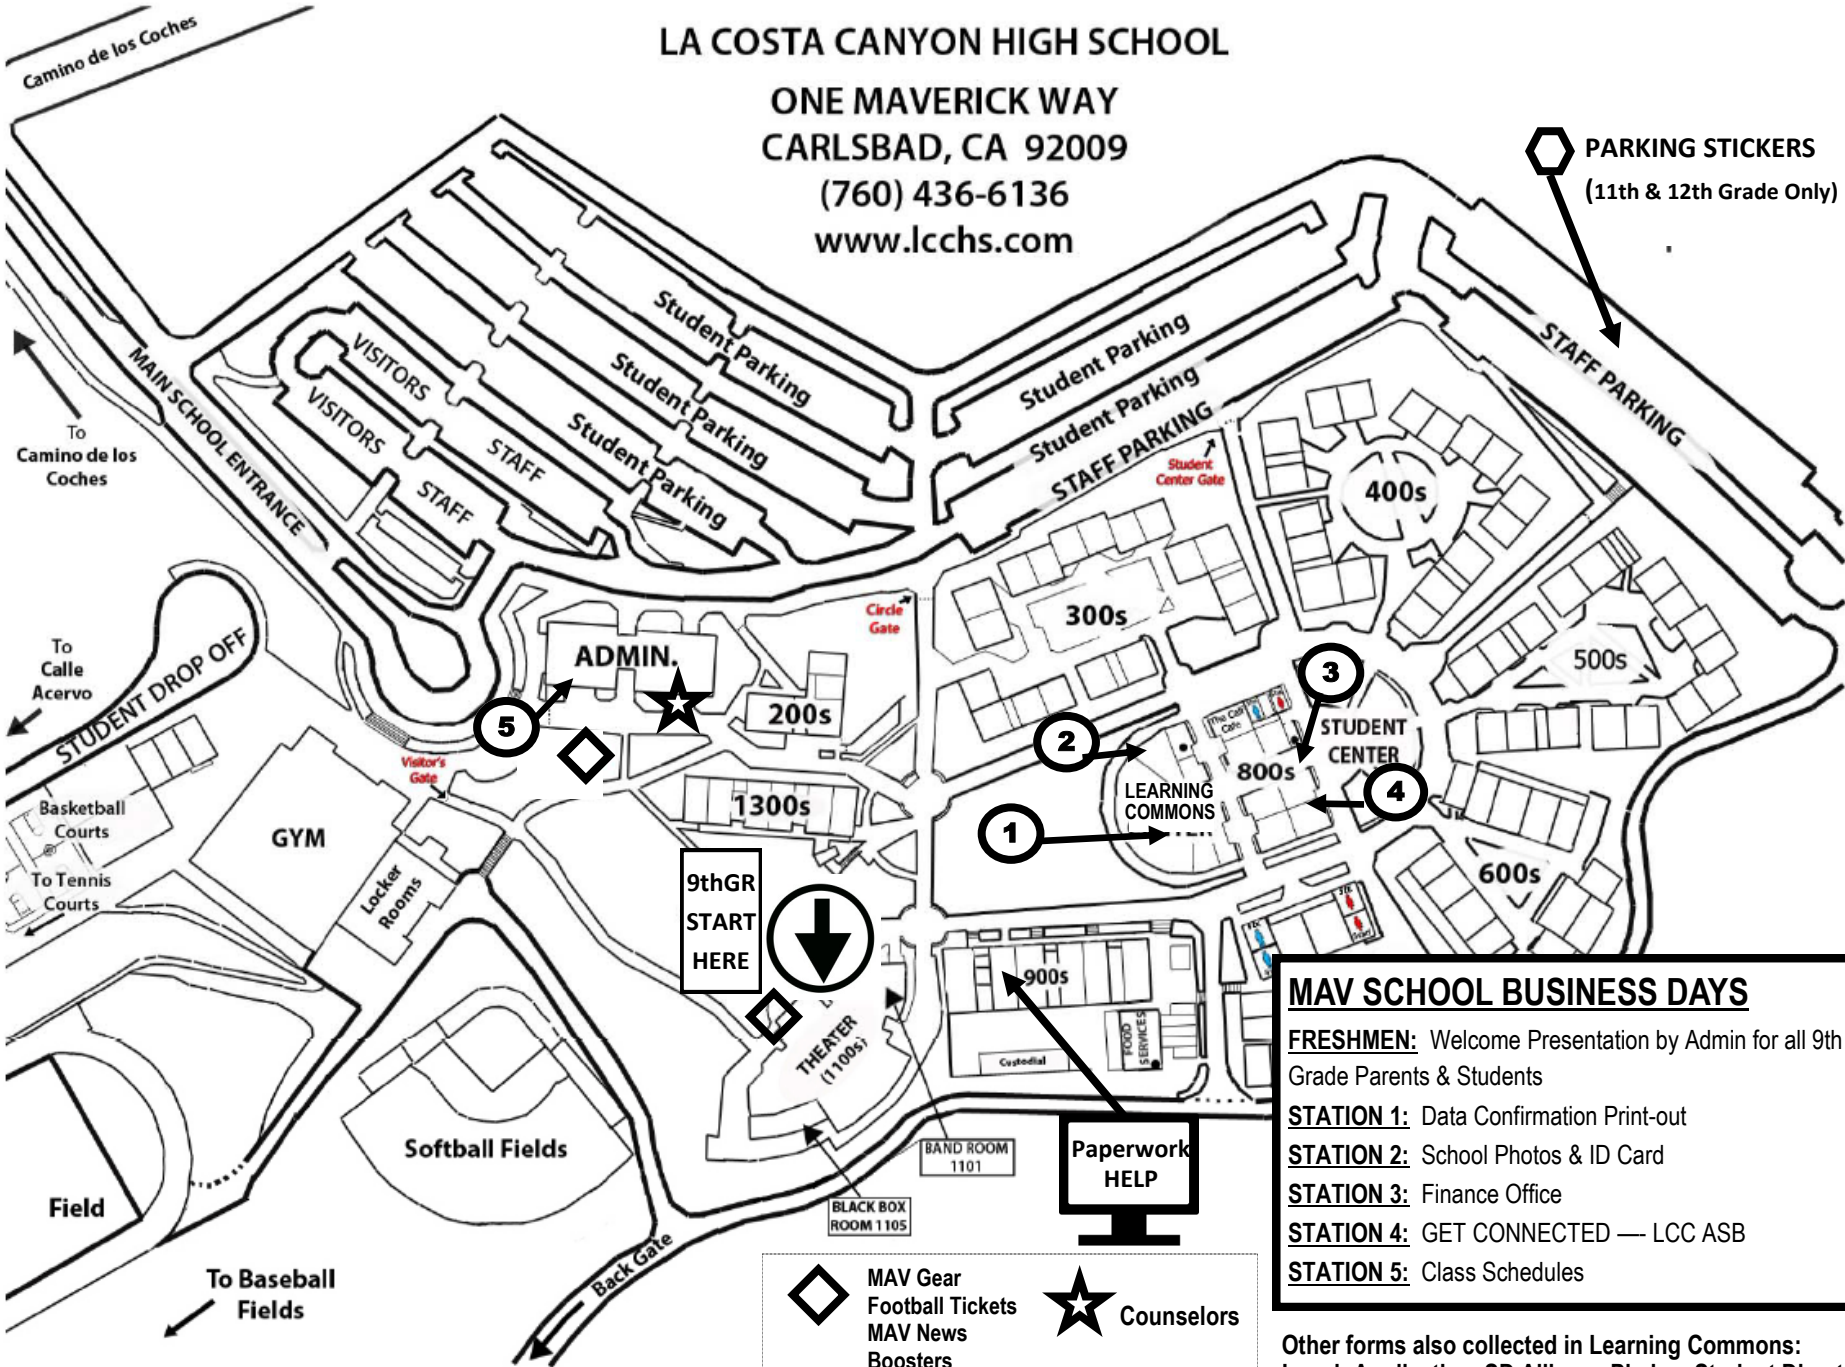 LA COSTA CANYON HIGH SCHOOL
ONE MAVERICK WAY
CARLSBAD, CA 92009
(760) 436-6136
www.lcchs.com
Camino de los Coches
PARKING STICKERS
(11th & 12th Grade Only)
Student Parking
Student Parking
Student Parking
Student Parking
Student Parking
STAFF PARKING
STAFF PARKING
VISITORS
VISITORS
STAFF
STAFF
MAIN SCHOOL ENTRANCE
To
Camino de los
Coches
Student
Center Gate
400s
300s
500s
Circle
Gate
ADMIN.
200s
To
Calle
Acervo
STUDENT DROP OFF
5
3
2
The Calf
Cafe
STUDENT
CENTER
800s
4
LEARNING
COMMONS
1
Visitor's
Gate
Basketball
Courts
GYM
1300s
600s
To Tennis
Courts
Locker
Rooms
9thGR
START
HERE
900s
THEATER
(1100s)
FOOD
SERVICES
Custodial
Softball Fields
BAND ROOM
1101
BLACK BOX
ROOM 1105
Paperwork
HELP
Field
To Baseball
Fields
Back Gate
MAV Gear
Football Tickets
MAV News
Boosters
Counselors
MAV SCHOOL BUSINESS DAYS
FRESHMEN: Welcome Presentation by Admin for all 9th
Grade Parents & Students
STATION 1: Data Confirmation Print-out
STATION 2: School Photos & ID Card
STATION 3: Finance Office
STATION 4: GET CONNECTED —- LCC ASB
STATION 5: Class Schedules
Other forms also collected in Learning Commons: